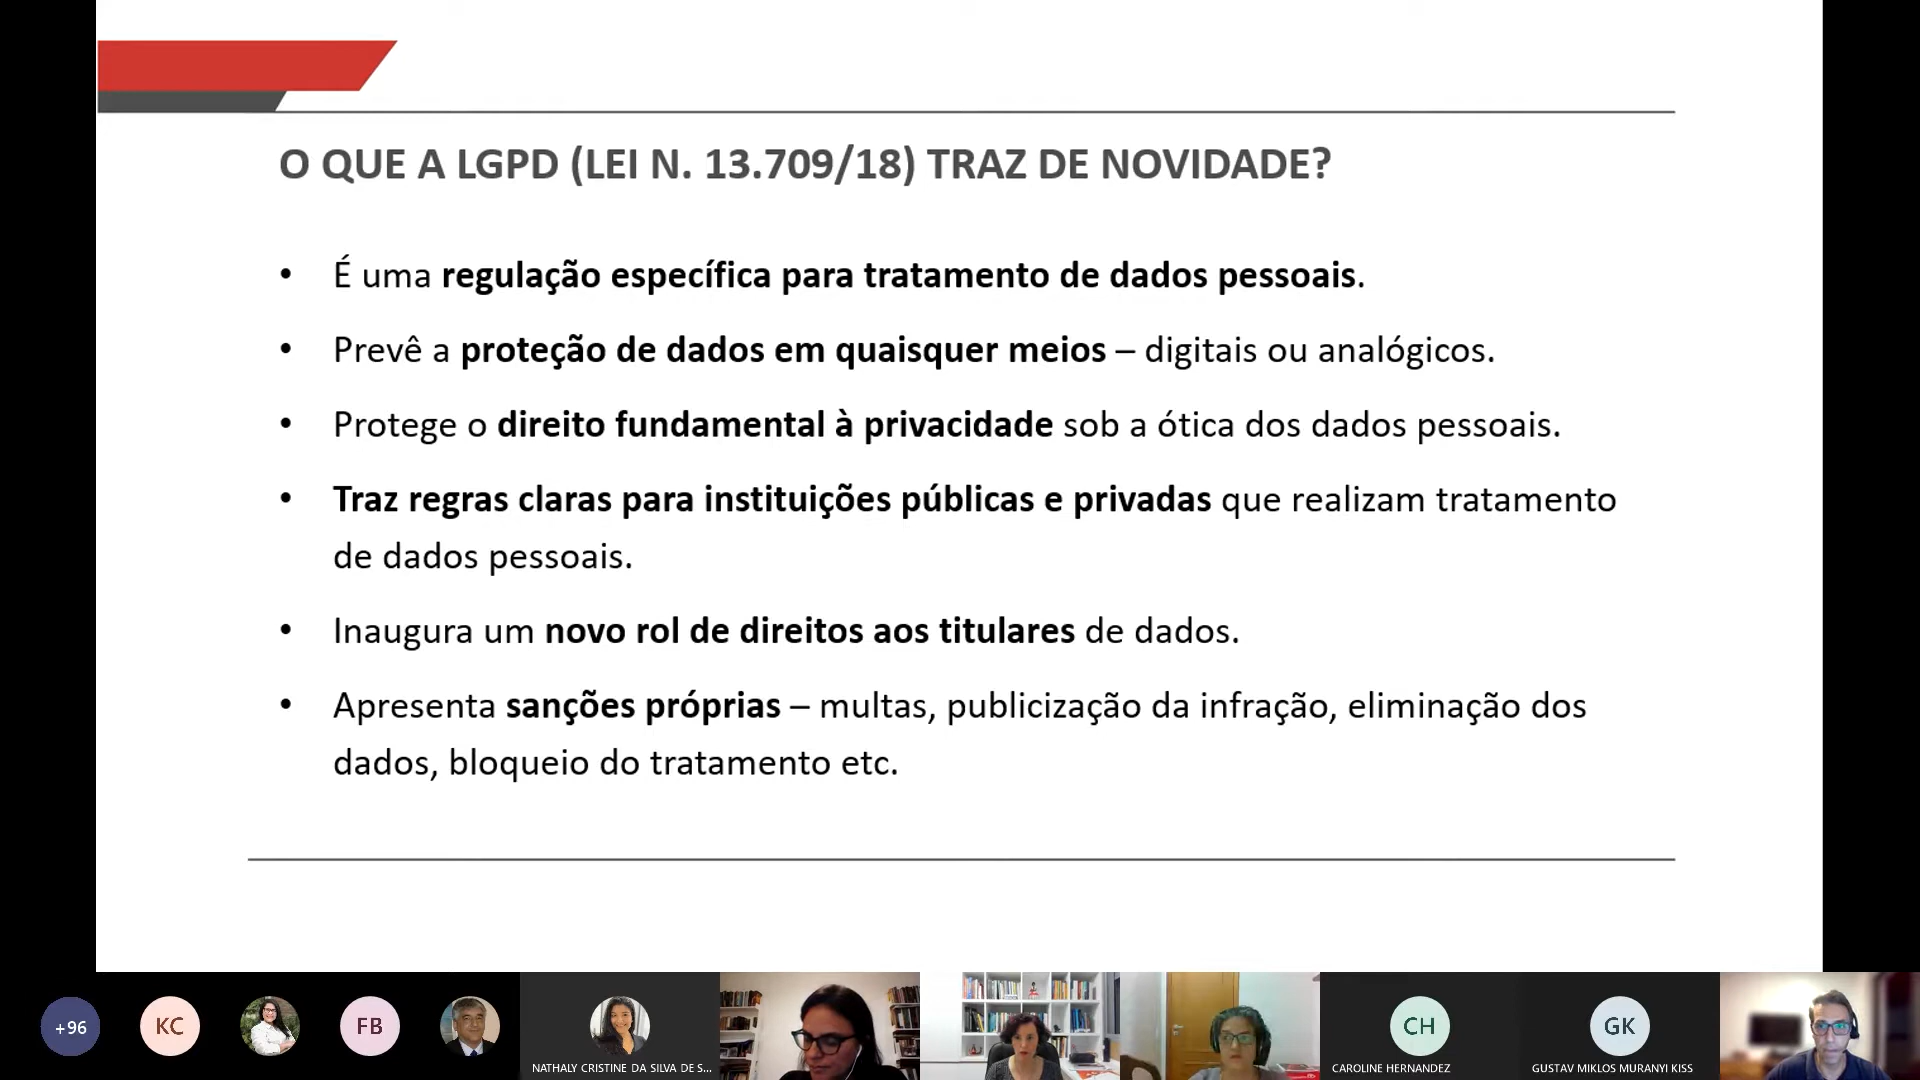 O QUE A LGPD (LEI N. 13.709/18) TRAZ DE NOVIDADE?
• É uma regulação específica para tratamento de dados pessoais.
• Prevê a proteção de dados em quaisquer meios – digitais ou analógicos.
• Protege o direito fundamental à privacidade sob a ótica dos dados pessoais.
• Traz regras claras para instituições públicas e privadas que realizam tratamento
de dados pessoais.
• Inaugura um novo rol de direitos aos titulares de dados.
• Apresenta sanções próprias – multas, publicização da infração, eliminação dos
dados, bloqueio do tratamento etc.
+96
KC
FB
NATHALY CRISTINE DA SILVA DE S...
CH
CAROLINE HERNANDEZ
GK
GUSTAV MIKLOS MURANYI KISS